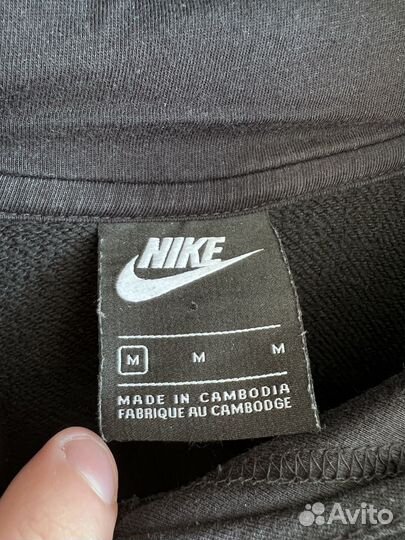 NIKE
M M M
MADE IN CAMBODIA
FABRIQUE AU CAMBODGE
Avito